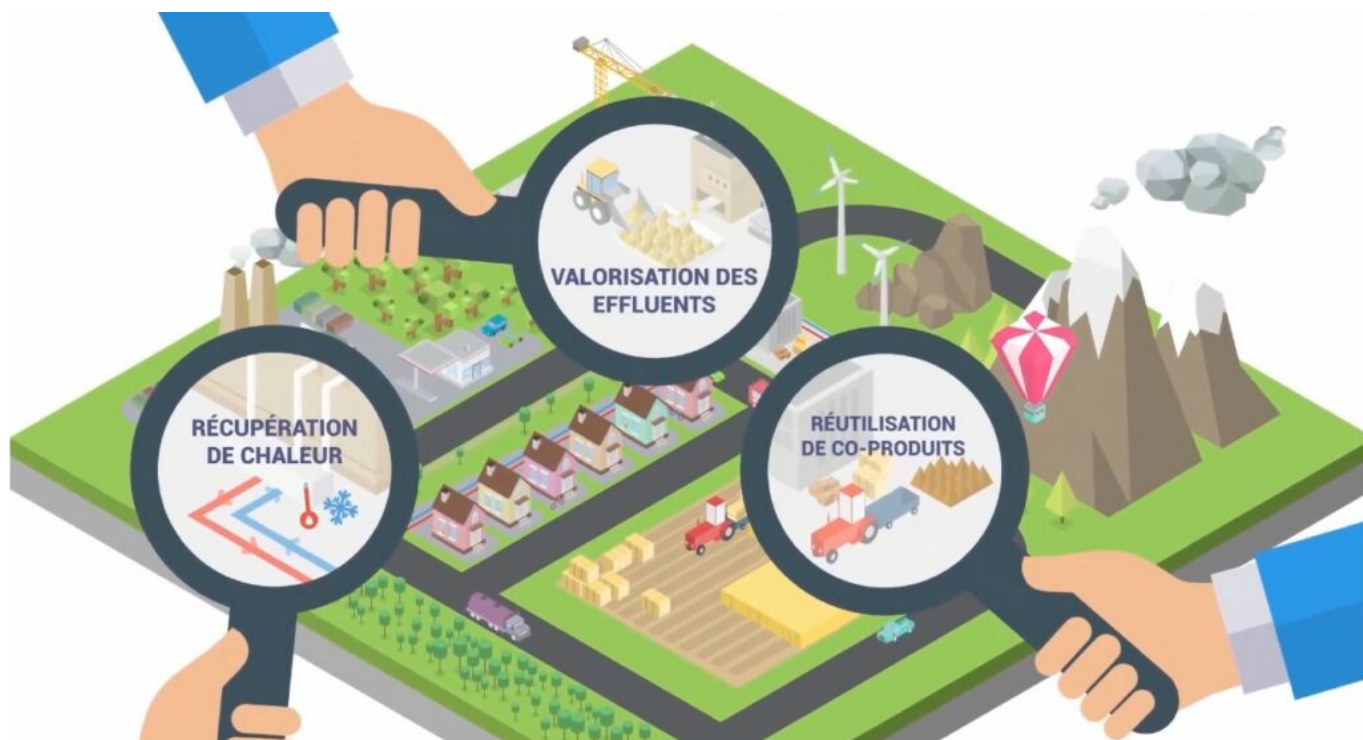 VALORISATION DES
EFFLUENTS
RÉCUPÉRATION
DE CHALEUR
RÉUTILISATION
DE CO-PRODUITS